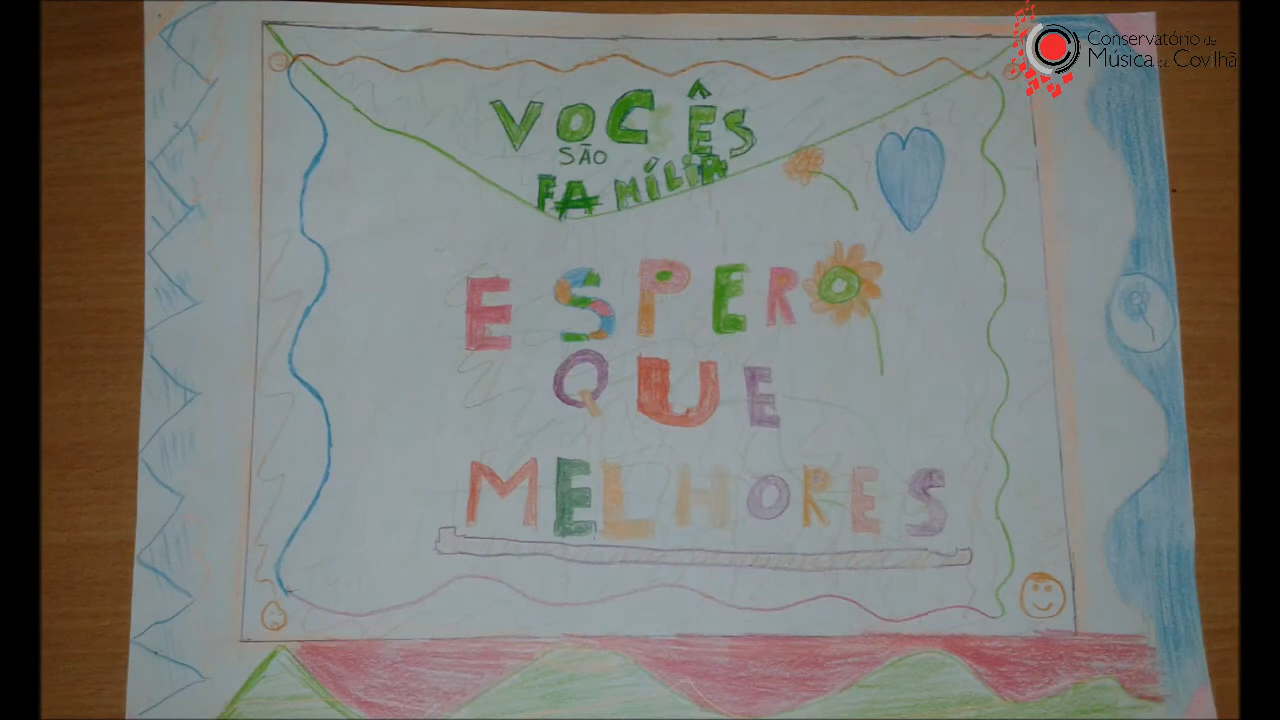 Conservatório de
Música da Covilhã
VOCÊS
SÃO
FAMÍLIA
ESPERO
QUE
MELHORES